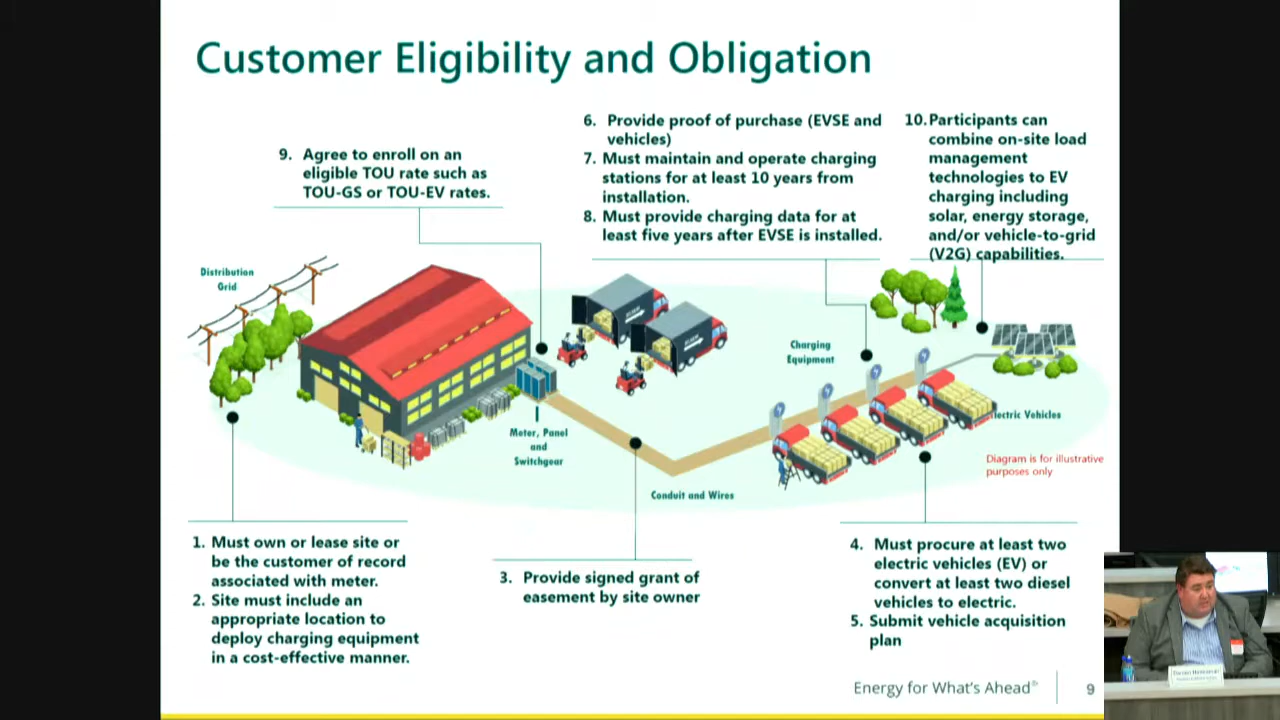 Customer Eligibility and Obligation
9. Agree to enroll on an
eligible TOU rate such as
TOU-GS or TOU-EV rates.
6. Provide proof of purchase (EVSE and
vehicles)
7. Must maintain and operate charging
stations for at least 10 years from
installation.
8. Must provide charging data for at
least five years after EVSE is installed.
10. Participants can
combine on-site load
management
technologies to EV
charging including
solar, energy storage,
and/or vehicle-to-grid
(V2G) capabilities.
Distribution
Grid
Charging
Equipment
Meter, Panel
and
Switchgear
Conduit and Wires
lectric Vehicles
Diagram is for illustrative
purposes only
1. Must own or lease site or
be the customer of record
associated with meter.
2. Site must include an
appropriate location to
deploy charging equipment
in a cost-effective manner.
3. Provide signed grant of
easement by site owner
4. Must procure at least two
electric vehicles (EV) or
convert at least two diesel
vehicles to electric.
5. Submit vehicle acquisition
plan
Energy for What's Ahead
9